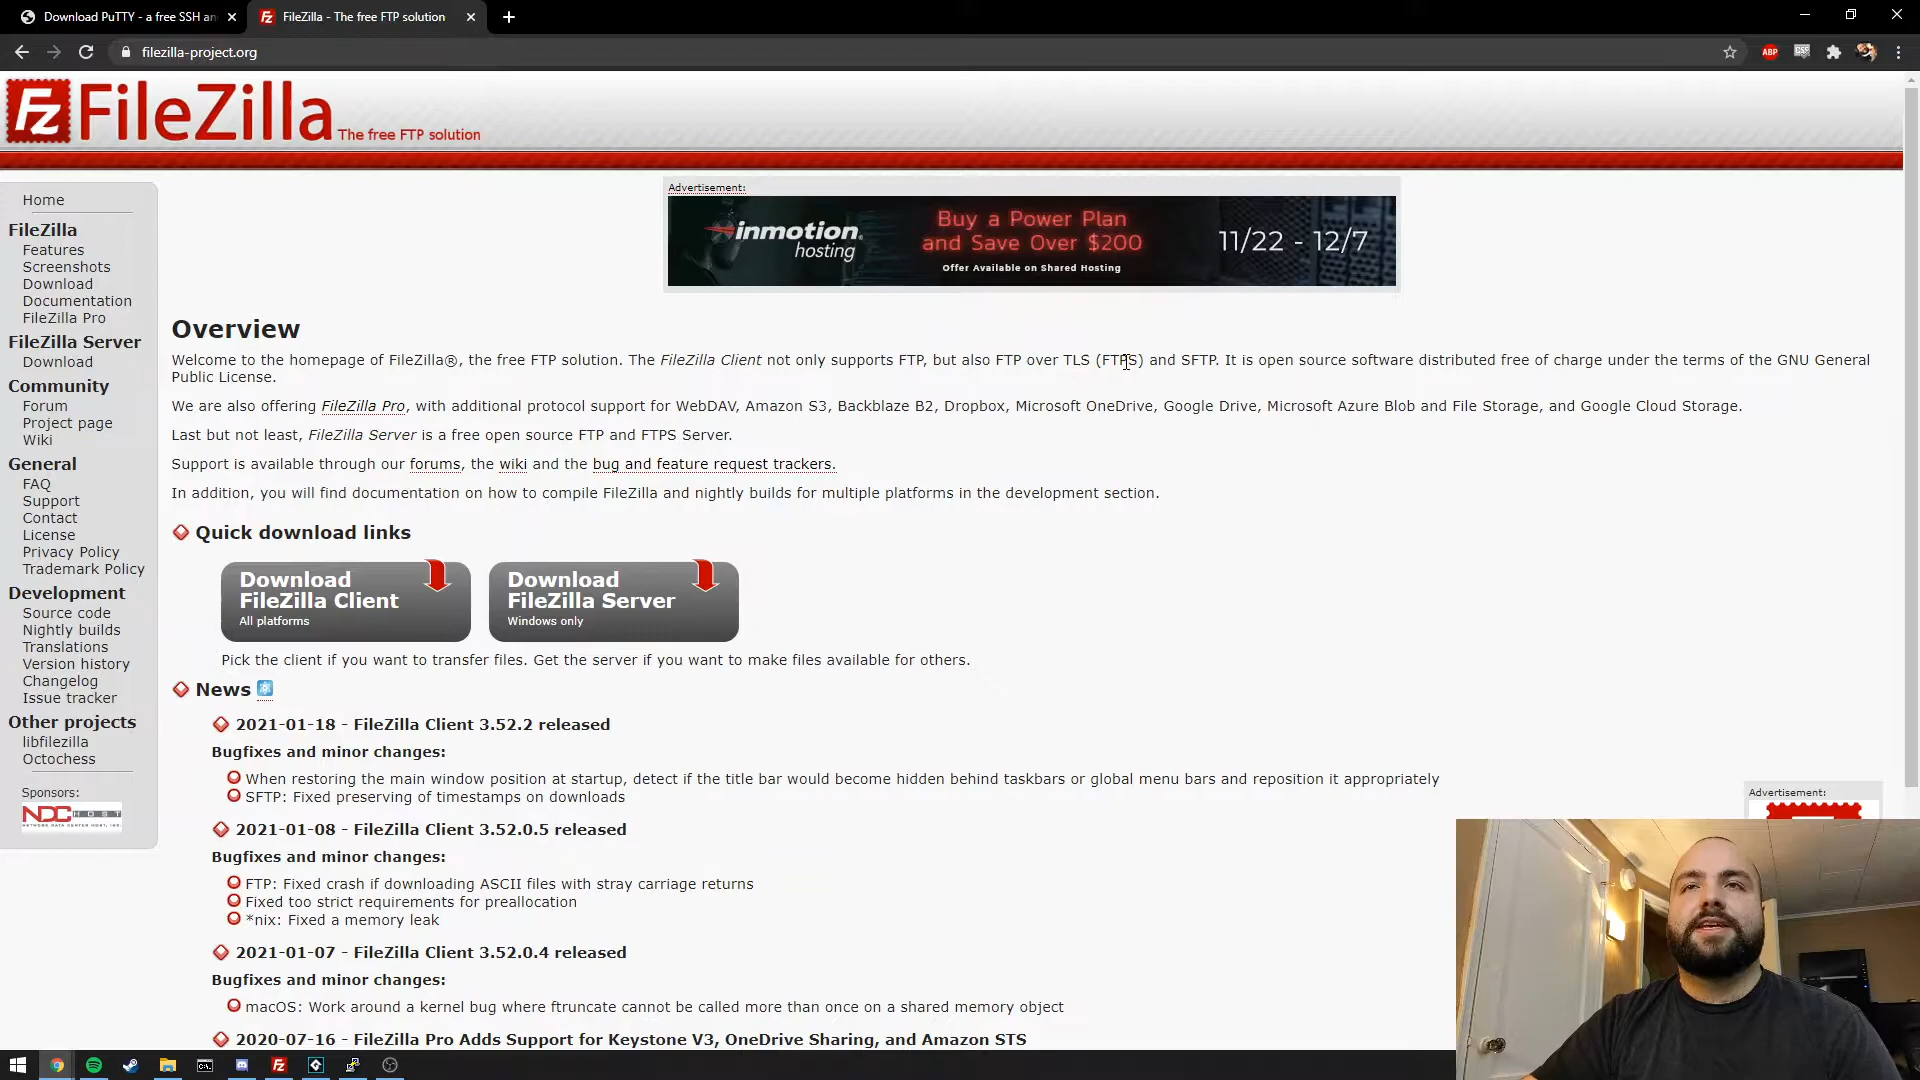 Download PuTTY - a free SSH an
FileZilla - The free FTP solution
filezilla-project.org
ABP
CSP
Fz FileZilla The free FTP solution
Advertisement:
inmotion hosting
Buy a Power Plan
and Save Over $200
Offer Available on Shared Hosting
11/22 - 12/7
Home
FileZilla
Features
Screenshots
Download
Documentation
FileZilla Pro
FileZilla Server
Download
Community
Forum
Project page
Wiki
General
FAQ
Support
Contact
License
Privacy Policy
Trademark Policy
Development
Source code
Nightly builds
Translations
Version history
Changelog
Issue tracker
Other projects
libfilezilla
Octochess
Sponsors:
NDCHOST
NETWORK DATA CENTER HOST, INC.
Overview
Welcome to the homepage of FileZilla®, the free FTP solution. The FileZilla Client not only supports FTP, but also FTP over TLS (FTPS) and SFTP. It is open source software distributed free of charge under the terms of the GNU General
Public License.
We are also offering FileZilla Pro, with additional protocol support for WebDAV, Amazon S3, Backblaze B2, Dropbox, Microsoft OneDrive, Google Drive, Microsoft Azure Blob and File Storage, and Google Cloud Storage.
Last but not least, FileZilla Server is a free open source FTP and FTPS Server.
Support is available through our forums, the wiki and the bug and feature request trackers.
In addition, you will find documentation on how to compile FileZilla and nightly builds for multiple platforms in the development section.
Quick download links
Download
FileZilla Client
All platforms
Download
FileZilla Server
Windows only
Pick the client if you want to transfer files. Get the server if you want to make files available for others.
News
2021-01-18 - FileZilla Client 3.52.2 released
Bugfixes and minor changes:
When restoring the main window position at startup, detect if the title bar would become hidden behind taskbars or global menu bars and reposition it appropriately
SFTP: Fixed preserving of timestamps on downloads
2021-01-08 - FileZilla Client 3.52.0.5 released
Bugfixes and minor changes:
FTP: Fixed crash if downloading ASCII files with stray carriage returns
Fixed too strict requirements for preallocation
*nix: Fixed a memory leak
2021-01-07 - FileZilla Client 3.52.0.4 released
Bugfixes and minor changes:
macOS: Work around a kernel bug where ftruncate cannot be called more than once on a shared memory object
2020-07-16 - FileZilla Pro Adds Support for Keystone V3, OneDrive Sharing, and Amazon STS
Advertisement: